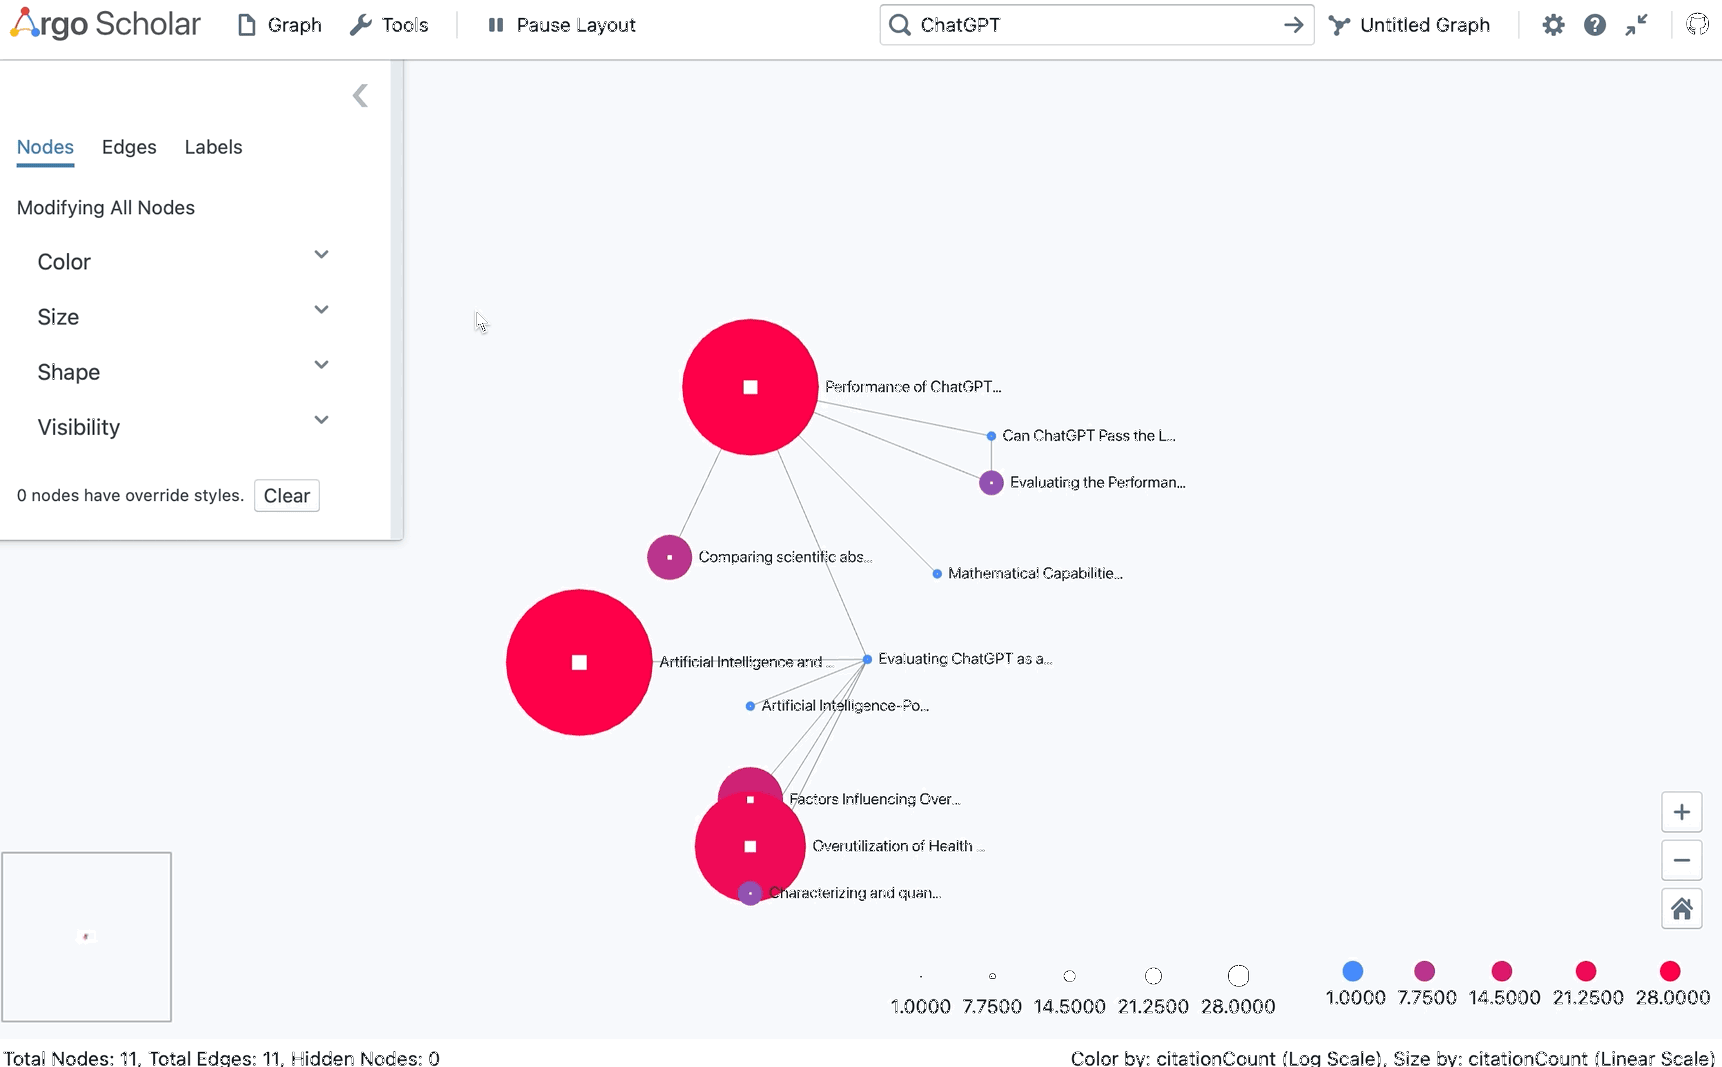 Argo Scholar
Graph
Tools
Pause Layout
ChatGPT
Untitled Graph
Nodes
Edges
Labels
Modifying All Nodes
Color
Size
Shape
Visibility
0 nodes have override styles.
Clear
Performance of ChatGPT...
Can ChatGPT Pass the L...
Evaluating the Performan...
Comparing scientific abs...
Mathematical Capabilitie...
Artificial Intelligence and ...
Evaluating ChatGPT as a...
Artificial Intelligence-Po...
Factors Influencing Over...
Overutilization of Health ...
Characterizing and quan...
1.0000 7.7500 14.5000 21.2500 28.0000
1.0000 7.7500 14.5000 21.2500 28.0000
Total Nodes: 11, Total Edges: 11, Hidden Nodes: 0
Color by: citationCount (Log Scale), Size by: citationCount (Linear Scale)